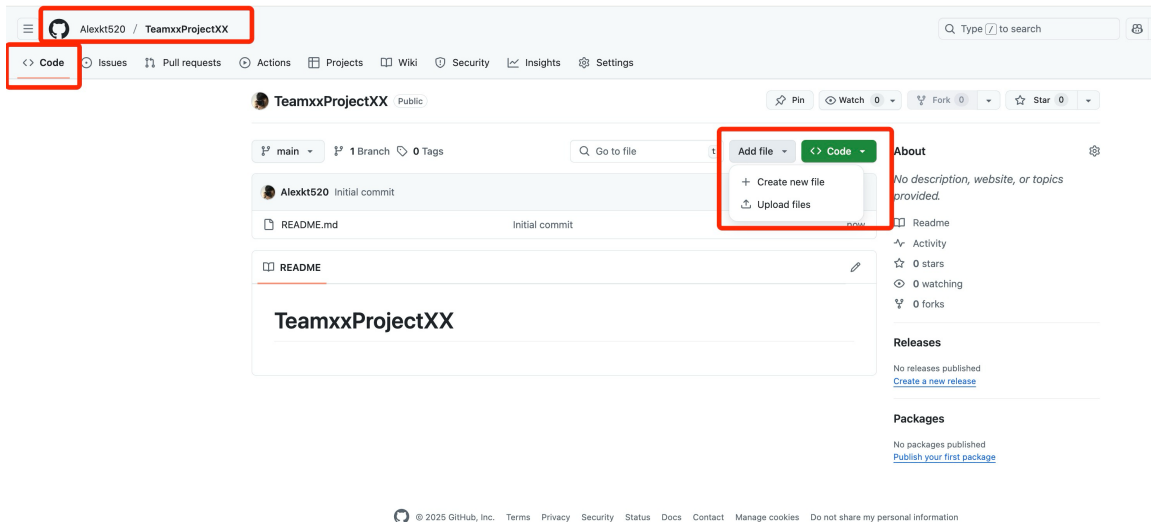 Alexkt520 / TeamxxProjectXX
Type / to search
Code Issues Pull requests Actions Projects Wiki Security Insights Settings
TeamxxProjectXX Public
Pin Watch 0 Fork 0 Star 0
main 1 Branch 0 Tags
Go to file t
Add file Code
Create new file
Upload files
Alexkt520 Initial commit
README.md Initial commit now
README
TeamxxProjectXX
About
No description, website, or topics
provided.
Readme
Activity
0 stars
0 watching
0 forks
Releases
No releases published
Create a new release
Packages
No packages published
Publish your first package
© 2025 GitHub, Inc. Terms Privacy Security Status Docs Contact Manage cookies Do not share my personal information